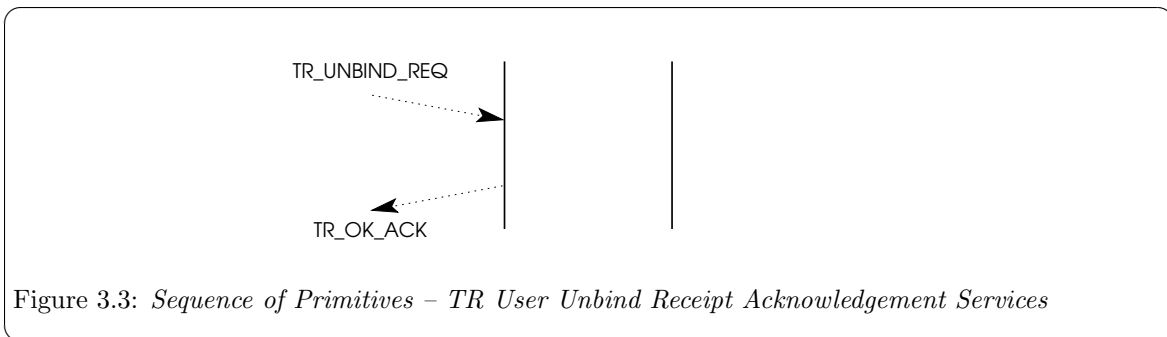 TR_UNBIND_REQ
TR_OK_ACK
Figure 3.3: Sequence of Primitives – TR User Unbind Receipt Acknowledgement Services